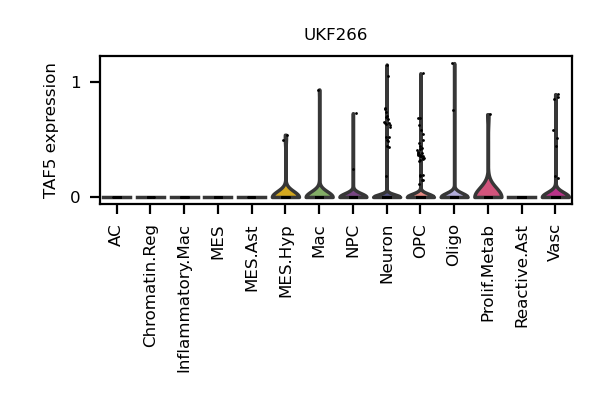 UKF266
TAF5 expression
1
0
AC
Chromatin.Reg
Inflammatory.Mac
MES
MES.Ast
MES.Hyp
Mac
NPC
Neuron
OPC
Oligo
Prolif.Metab
Reactive.Ast
Vasc